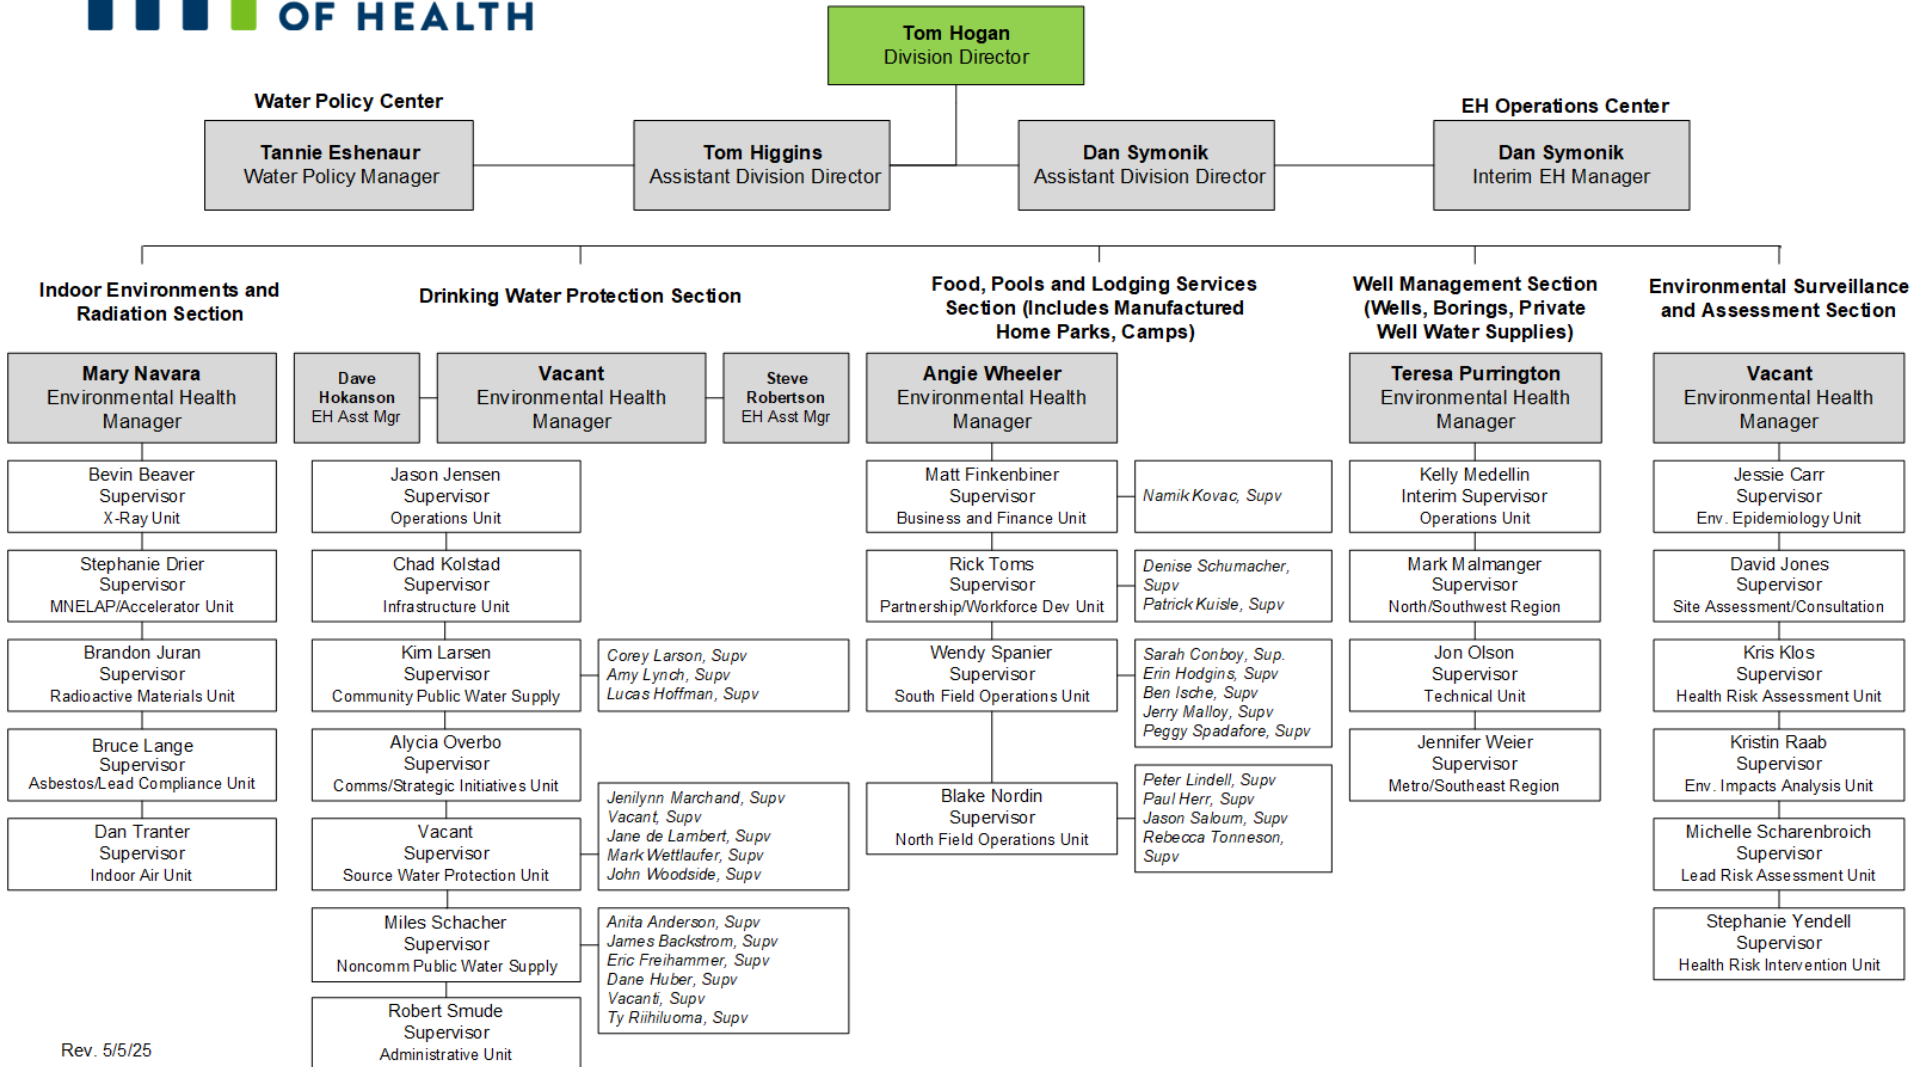 OF HEALTH
Tom Hogan
Division Director
Water Policy Center
EH Operations Center
Tannie Eshenaur
Water Policy Manager
Tom Higgins
Assistant Division Director
Dan Symonik
Assistant Division Director
Dan Symonik
Interim EH Manager
Indoor Environments and
Radiation Section
Mary Navara
Environmental Health
Manager
Bevin Beaver
Supervisor
X-Ray Unit
Stephanie Drier
Supervisor
MNELAP/Accelerator Unit
Brandon Juran
Supervisor
Radioactive Materials Unit
Bruce Lange
Supervisor
Asbestos/Lead Compliance Unit
Dan Tranter
Supervisor
Indoor Air Unit
Drinking Water Protection Section
Dave
Hokanson
EH Asst Mgr
Vacant
Environmental Health
Manager
Steve
Robertson
EH Asst Mgr
Jason Jensen
Supervisor
Operations Unit
Chad Kolstad
Supervisor
Infrastructure Unit
Kim Larsen
Supervisor
Community Public Water Supply
Corey Larson, Supv
Amy Lynch, Supv
Lucas Hoffman, Supv
Alycia Overbo
Supervisor
Comms/Strategic Initiatives Unit
Vacant
Supervisor
Source Water Protection Unit
Jenilynn Marchand, Supv
Vacant, Supv
Jane de Lambert, Supv
Mark Wettlaufer, Supv
John Woodside, Supv
Miles Schacher
Supervisor
Noncomm Public Water Supply
Anita Anderson, Supv
James Backstrom, Supv
Eric Freihammer, Supv
Dane Huber, Supv
Vacanti, Supv
Ty Riihiluoma, Supv
Robert Smude
Supervisor
Administrative Unit
Food, Pools and Lodging Services
Section (Includes Manufactured
Home Parks, Camps)
Angie Wheeler
Environmental Health
Manager
Matt Finkenbiner
Supervisor
Business and Finance Unit
Namik Kovac, Supv
Rick Toms
Supervisor
Partnership/Workforce Dev Unit
Denise Schumacher,
Supv
Patrick Kuisle, Supv
Wendy Spanier
Supervisor
South Field Operations Unit
Sarah Conboy, Sup.
Erin Hodgins, Supv
Ben Ische, Supv
Jerry Malloy, Supv
Peggy Spadafore, Supv
Blake Nordin
Supervisor
North Field Operations Unit
Peter Lindell, Supv
Paul Herr, Supv
Jason Saloum, Supv
Rebecca Tonneson,
Supv
Well Management Section
(Wells, Borings, Private
Well Water Supplies)
Teresa Purrington
Environmental Health
Manager
Kelly Medellin
Interim Supervisor
Operations Unit
Mark Malmanger
Supervisor
North/Southwest Region
Jon Olson
Supervisor
Technical Unit
Jennifer Weier
Supervisor
Metro/Southeast Region
Environmental Surveillance
and Assessment Section
Vacant
Environmental Health
Manager
Jessie Carr
Supervisor
Env. Epidemiology Unit
David Jones
Supervisor
Site Assessment/Consultation
Kris Klos
Supervisor
Health Risk Assessment Unit
Kristin Raab
Supervisor
Env. Impacts Analysis Unit
Michelle Scharenbroich
Supervisor
Lead Risk Assessment Unit
Stephanie Yendell
Supervisor
Health Risk Intervention Unit
Rev. 5/5/25